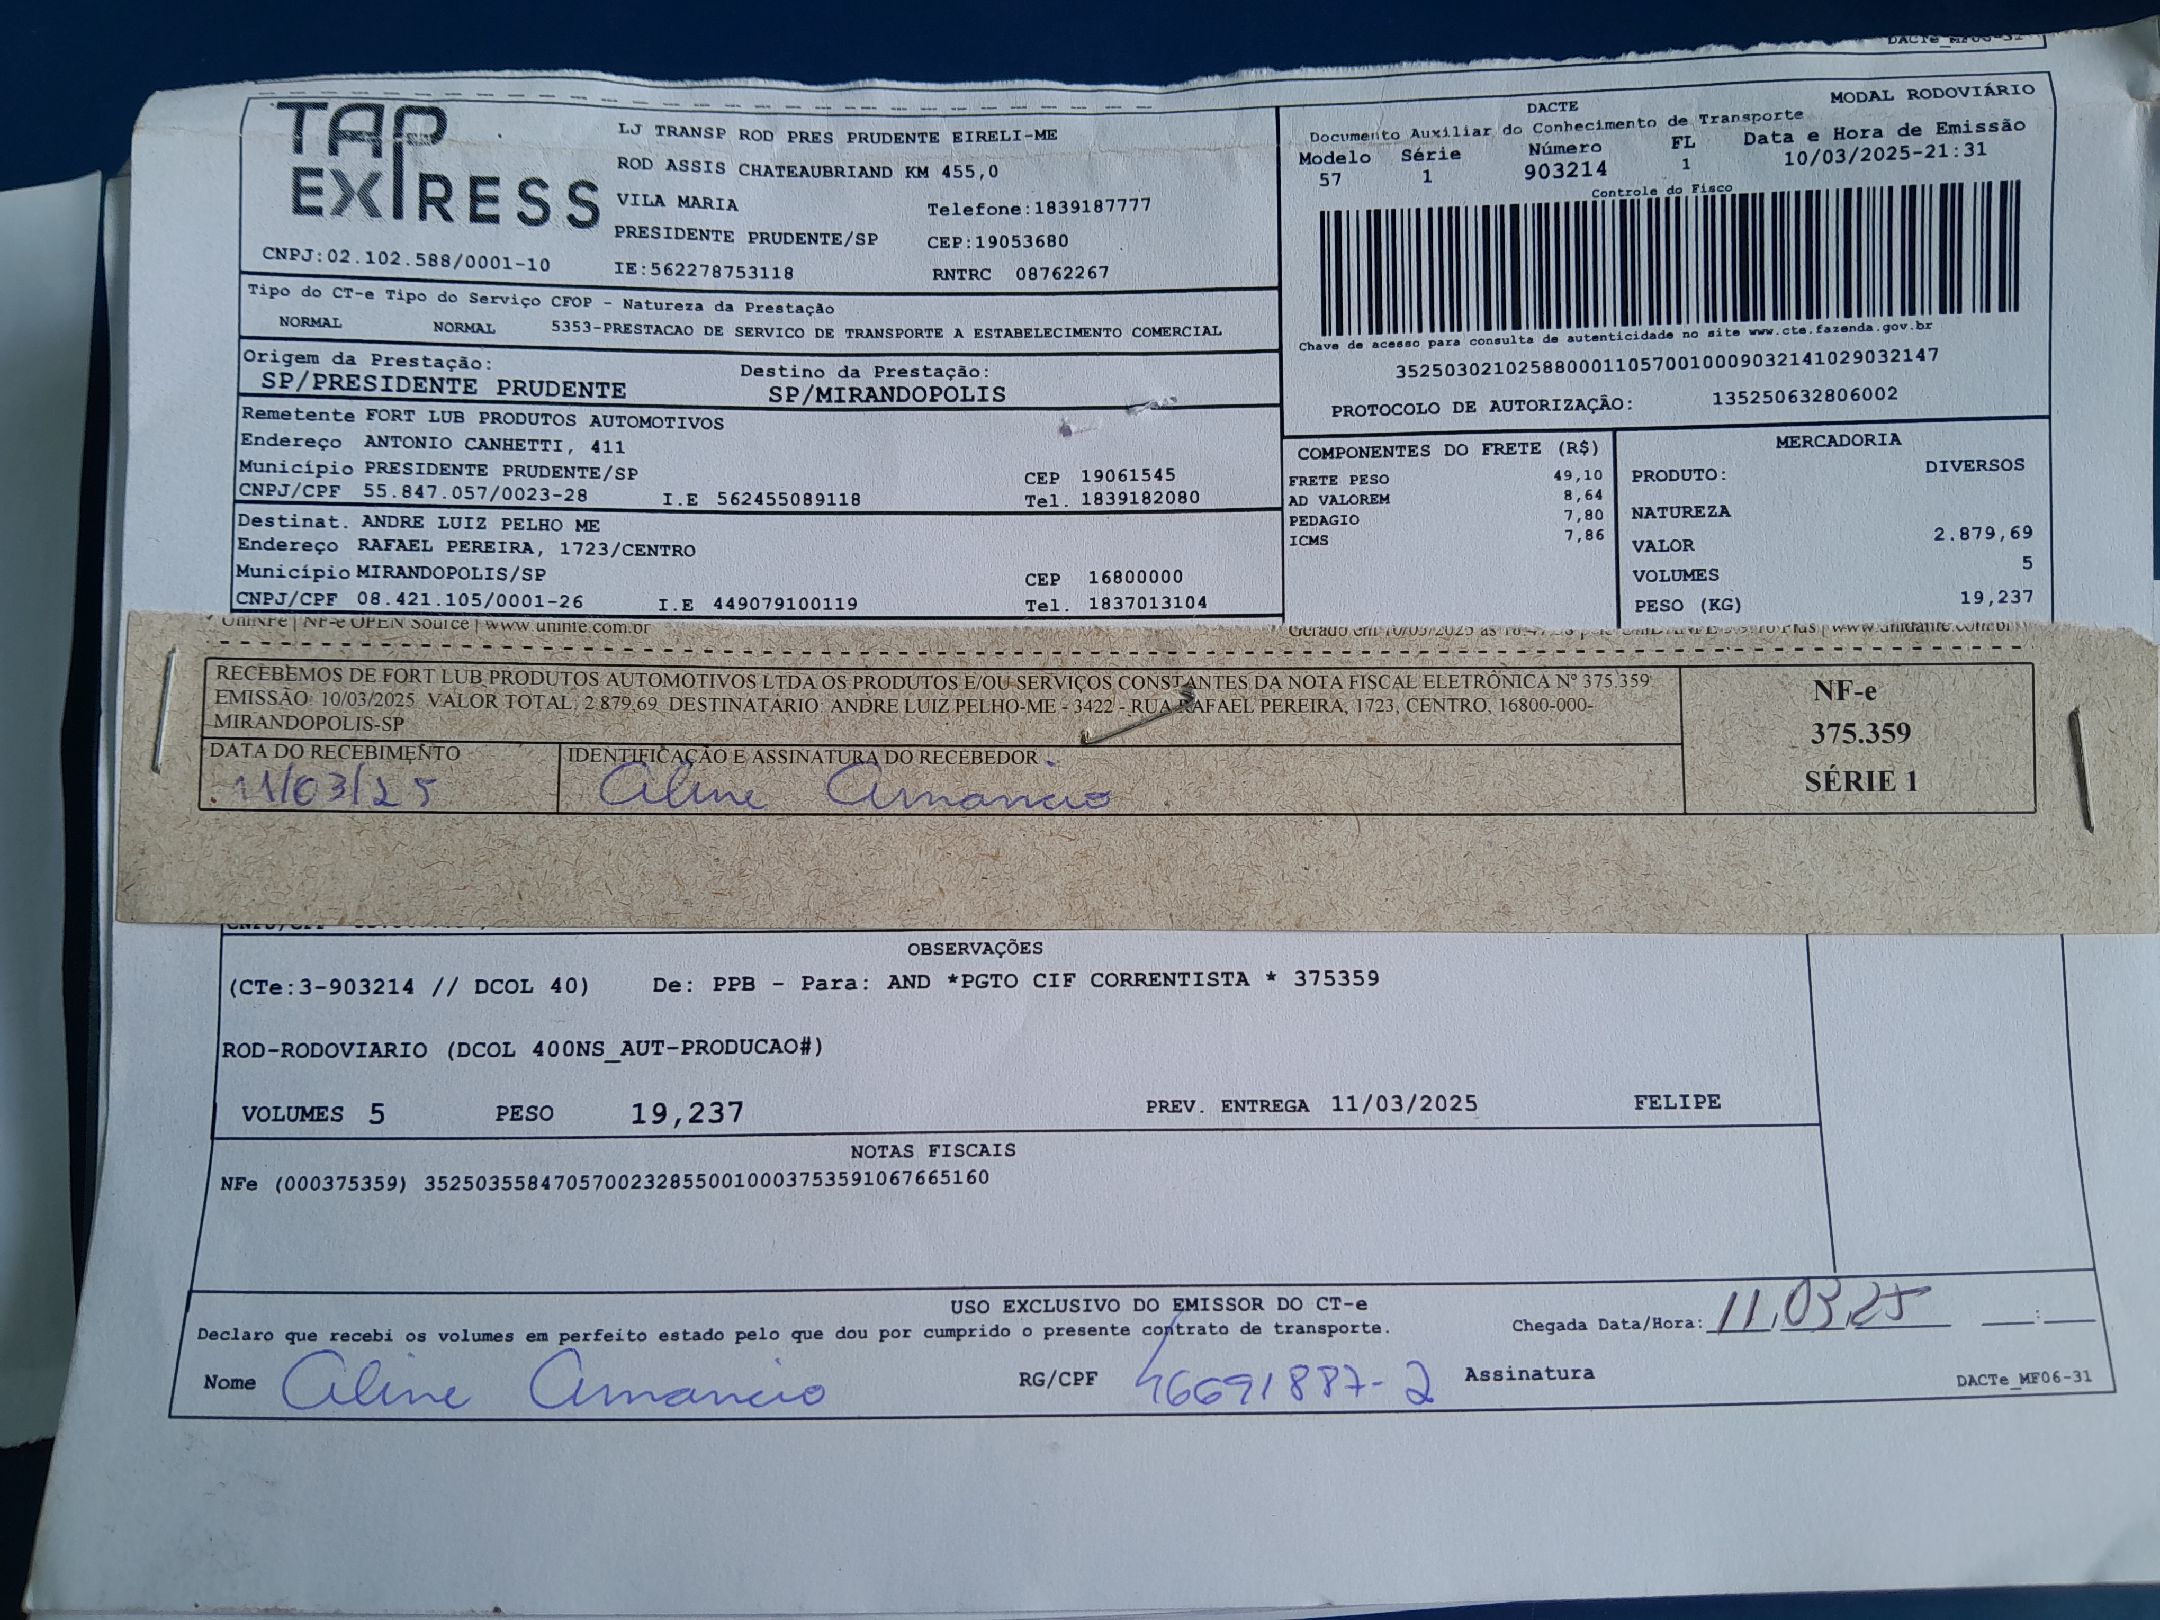 DACTe_MF06-31
TAP EXPRESS
LJ TRANSP ROD PRES PRUDENTE EIRELI-ME
ROD ASSIS CHATEAUBRIAND KM 455,0
VILA MARIA Telefone:1839187777
PRESIDENTE PRUDENTE/SP CEP:19053680
CNPJ:02.102.588/0001-10 IE:562278753118 RNTRC 08762267
DACTE MODAL RODOVIÁRIO
Documento Auxiliar do Conhecimento de Transporte
Modelo Série Número FL Data e Hora de Emissão
57 1 903214 1 10/03/2025-21:31
Controle do Fisco
Chave de acesso para consulta de autenticidade no site www.cte.fazenda.gov.br
35250302102588000110570010009032141029032147
PROTOCOLO DE AUTORIZAÇÃO: 135250632806002
Tipo do CT-e Tipo do Serviço CFOP - Natureza da Prestação
NORMAL NORMAL 5353-PRESTACAO DE SERVICO DE TRANSPORTE A ESTABELECIMENTO COMERCIAL
Origem da Prestação: Destino da Prestação:
SP/PRESIDENTE PRUDENTE SP/MIRANDOPOLIS
Remetente FORT LUB PRODUTOS AUTOMOTIVOS
Endereço ANTONIO CANHETTI, 411
Município PRESIDENTE PRUDENTE/SP CEP 19061545
CNPJ/CPF 55.847.057/0023-28 I.E 562455089118 Tel. 1839182080
Destinat. ANDRE LUIZ PELHO ME
Endereço RAFAEL PEREIRA, 1723/CENTRO
Município MIRANDOPOLIS/SP CEP 16800000
CNPJ/CPF 08.421.105/0001-26 I.E 449079100119 Tel. 1837013104
COMPONENTES DO FRETE (R$)
FRETE PESO 49,10
AD VALOREM 8,64
PEDAGIO 7,80
ICMS 7,86
MERCADORIA
PRODUTO: DIVERSOS
NATUREZA
VALOR 2.879,69
VOLUMES 5
PESO (KG) 19,237
UniNFe | NF-e OPEN Source | www.uninfe.com.br
RECEBEMOS DE FORT LUB PRODUTOS AUTOMOTIVOS LTDA OS PRODUTOS E/OU SERVIÇOS CONSTANTES DA NOTA FISCAL ELETRÔNICA Nº 375.359
EMISSÃO: 10/03/2025 VALOR TOTAL: 2.879,69 DESTINATÁRIO: ANDRE LUIZ PELHO-ME - 3422 - RUA RAFAEL PEREIRA, 1723, CENTRO, 16800-000-
MIRANDOPOLIS-SP
DATA DO RECEBIMENTO IDENTIFICAÇÃO E ASSINATURA DO RECEBEDOR
11/03/25 Aline Amancio
NF-e
375.359
SÉRIE 1
OBSERVAÇÕES
(CTe:3-903214 // DCOL 40) De: PPB - Para: AND *PGTO CIF CORRENTISTA * 375359
ROD-RODOVIARIO (DCOL 400NS_AUT-PRODUCAO#)
VOLUMES 5 PESO 19,237 PREV. ENTREGA 11/03/2025 FELIPE
NOTAS FISCAIS
NFe (000375359) 35250355847057002328550010003753591067665160
USO EXCLUSIVO DO EMISSOR DO CT-e
Declaro que recebi os volumes em perfeito estado pelo que dou por cumprido o presente contrato de transporte. Chegada Data/Hora: 11,03,25 :
Nome Aline Amancio RG/CPF 46691887-2 Assinatura
DACTe_MF06-31